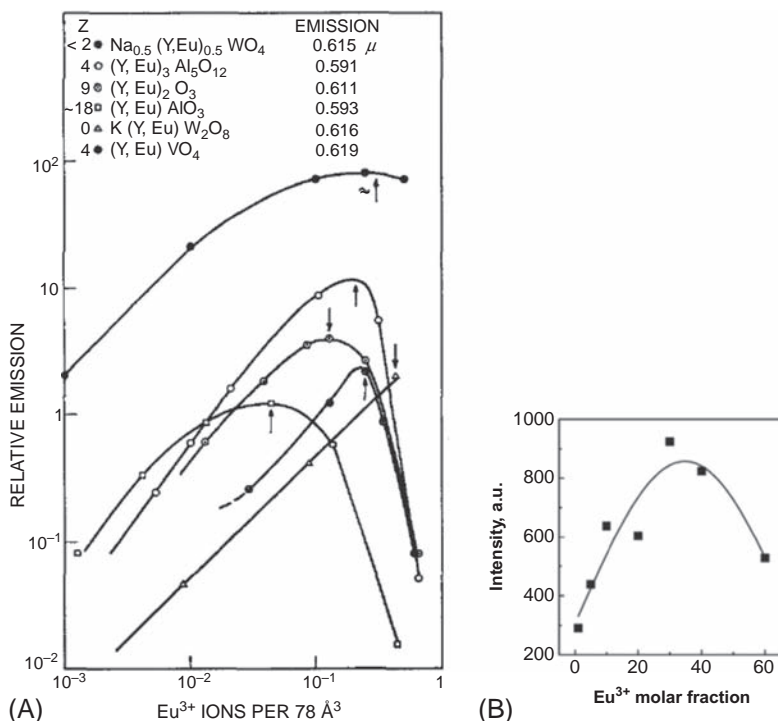 Z EMISSION
< 2 Na0.5 (Y,Eu)0.5 WO4 0.615 μ
4 (Y, Eu)3 Al5O12 0.591
9 (Y, Eu)2 O3 0.611
~18 (Y, Eu) AlO3 0.593
0 K (Y, Eu) W2O8 0.616
4 (Y, Eu) VO4 0.619
10²
≈
10
1
10⁻¹
10⁻²
RELATIVE EMISSION
10⁻³ 10⁻² 10⁻¹ 1
Eu³⁺ IONS PER 78 Å³
(A)
1000
800
600
400
200
Intensity, a.u.
0 20 40 60
Eu³⁺ molar fraction
(B)